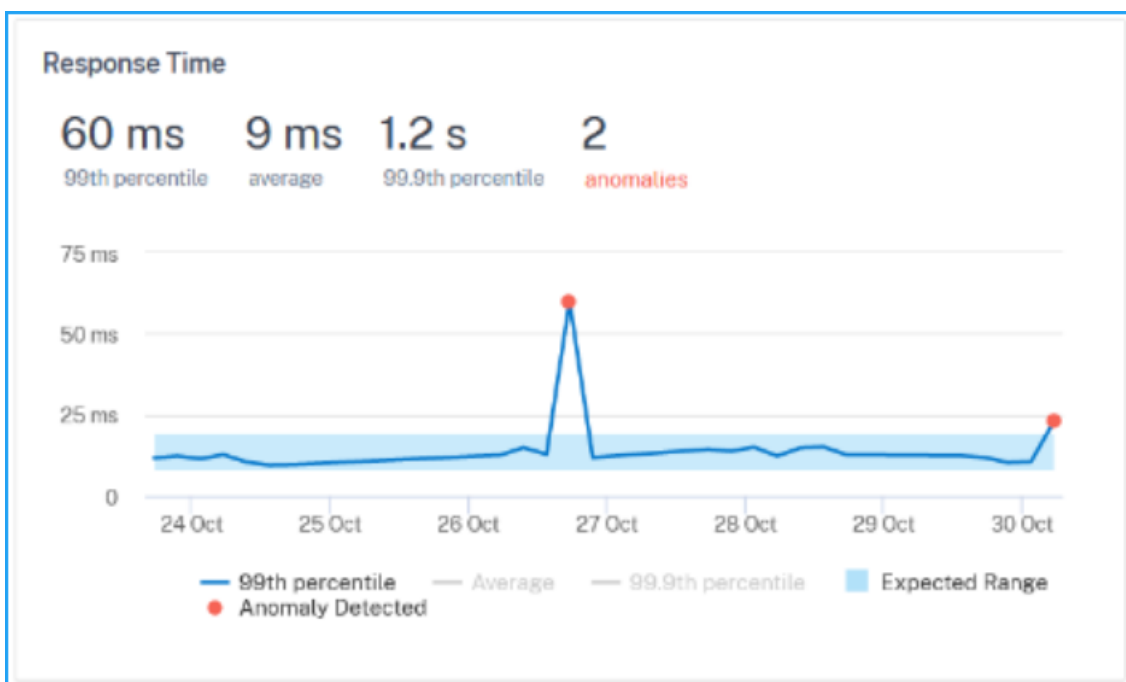 Response Time
60 ms 9 ms 1.2 s 2
99th percentile average 99.9th percentile anomalies
75 ms
50 ms
25 ms
0
24 Oct 25 Oct 26 Oct 27 Oct 28 Oct 29 Oct 30 Oct
99th percentile Average 99.9th percentile Expected Range
Anomaly Detected